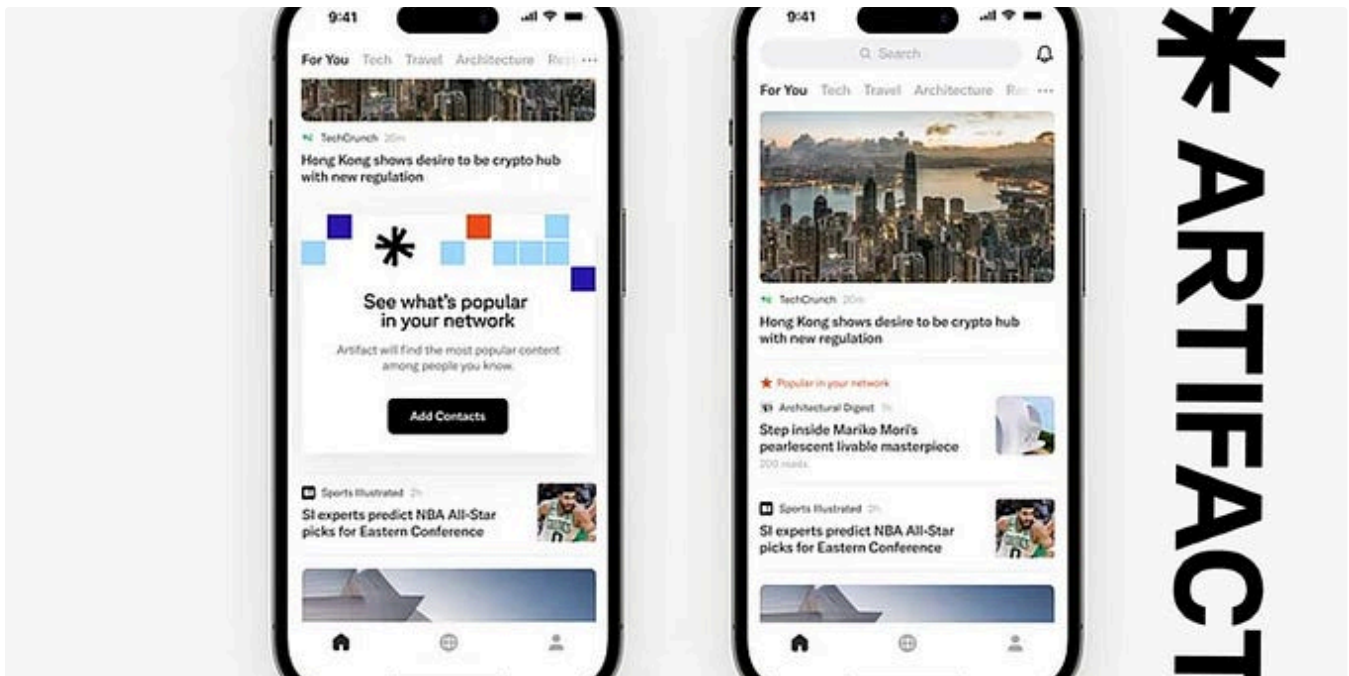 9:41
For You Tech Travel Architecture
TechCrunch 20m
Hong Kong shows desire to be crypto hub
with new regulation
See what's popular
in your network
Artifact will find the most popular content
among people you know.
Add Contacts
Sports Illustrated 2h
SI experts predict NBA All-Star
picks for Eastern Conference
9:41
Search
For You Tech Travel Architecture
TechCrunch 20m
Hong Kong shows desire to be crypto hub
with new regulation
Popular in your network
Architectural Digest
Step inside Mariko Mori's
pearlescent livable masterpiece
200 reads
Sports Illustrated 2h
SI experts predict NBA All-Star
picks for Eastern Conference
ARTIFACT